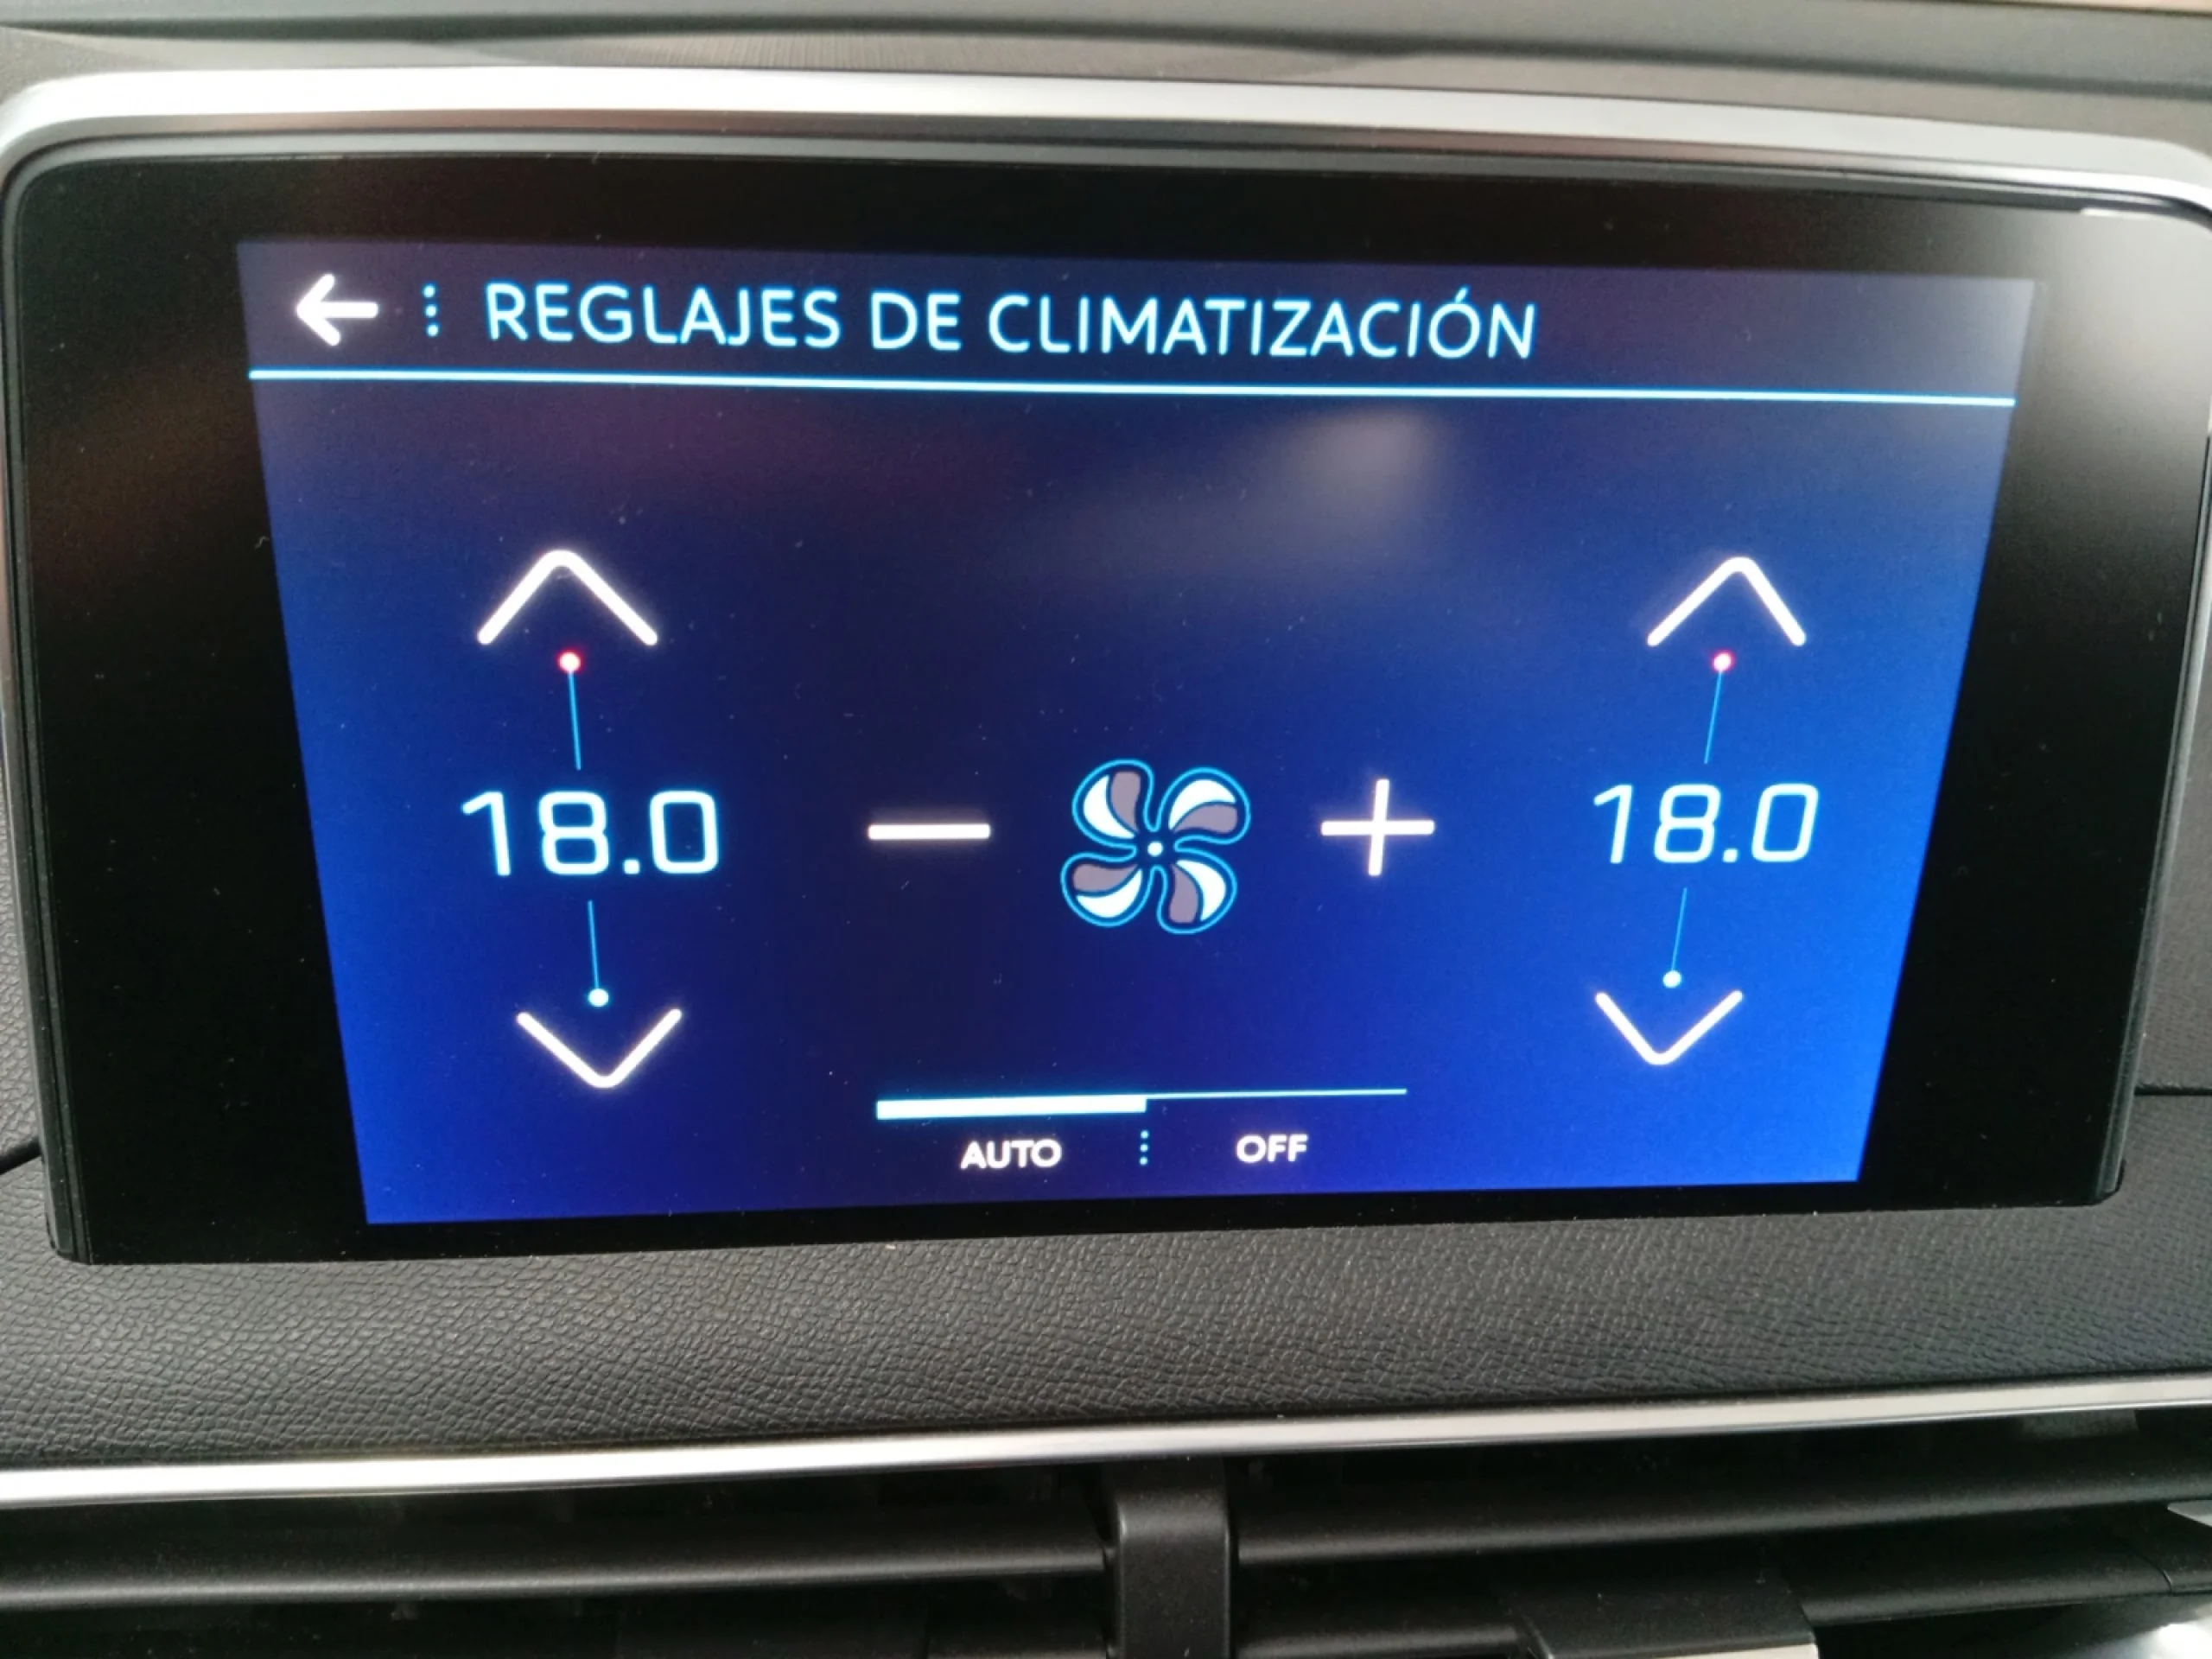 REGLAJES DE CLIMATIZACIÓN
18.0 18.0
AUTO OFF